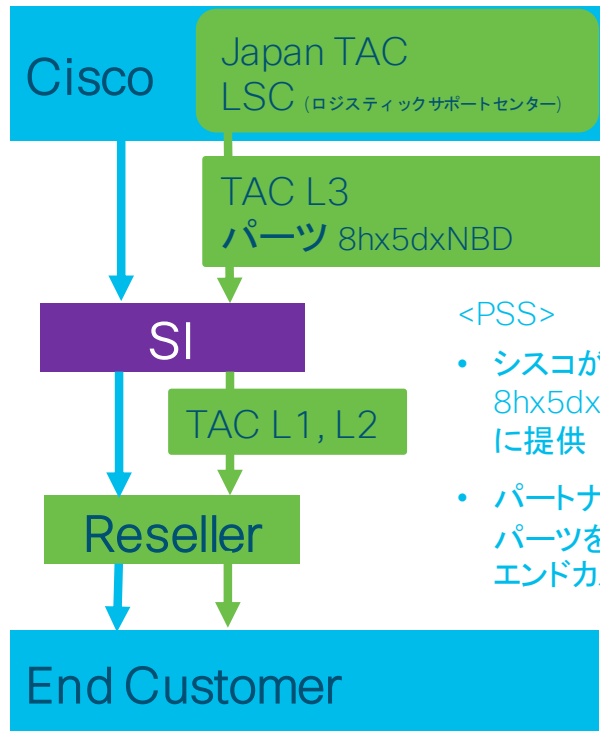 Cisco
Japan TAC
LSC (ロジスティックサポートセンター)
TAC L3
パーツ 8hx5dxNBD
SI
TAC L1, L2
Reseller
End Customer
<PSS>
• シスコが
8hx5dx
に提供
• パートナ
パーツを
エンドカ